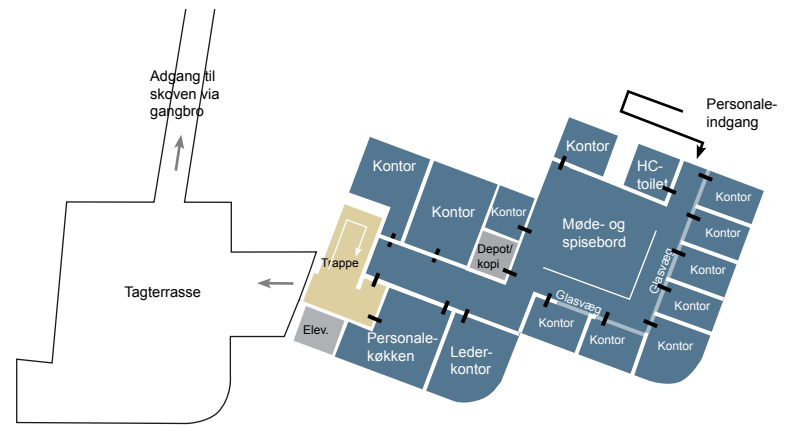 Adgang til
skoven via
gangbro
Personale-
indgang
Kontor
HC-
toilet
Kontor
Kontor
Kontor
Kontor
Kontor
Møde- og
spisebord
Kontor
Depot/
kopi
Trappe
Glasvæg
Kontor
Tagterrasse
Glasvæg
Kontor
Elev.
Personale-
køkken
Leder-
kontor
Kontor
Kontor
Kontor